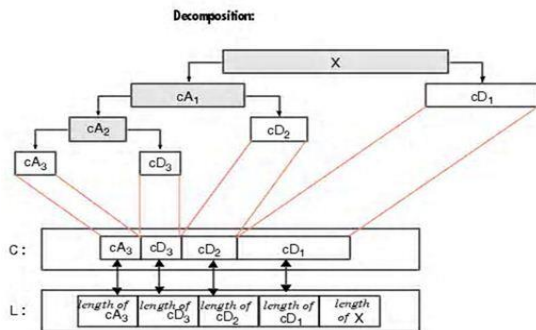 Decomposition:
X
cA₁
cD₁
cA₂
cD₂
cA₃
cD₃
C: cA₃ cD₃ cD₂ cD₁
L: length of cA₃ length of cD₃ length of cD₂ length of cD₁ length of X